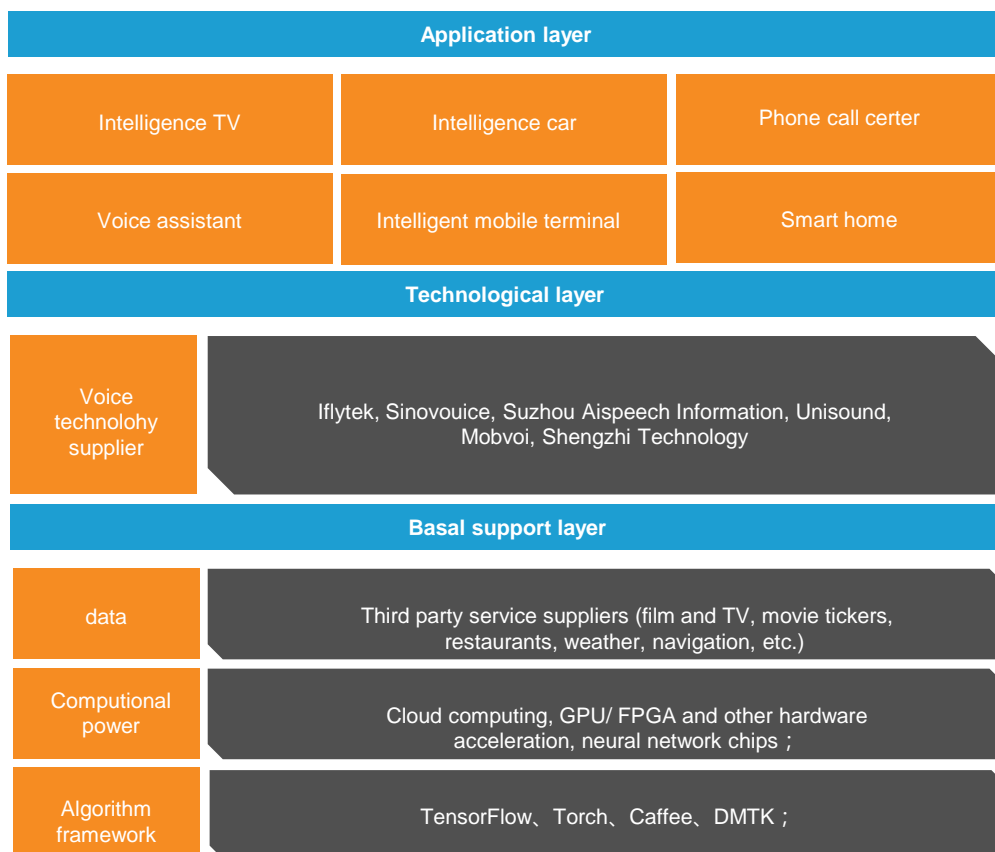 Application layer
Intelligence TV
Intelligence car
Phone call certer
Voice assistant
Intelligent mobile terminal
Smart home
Technological layer
Voice
technolohy
supplier
Iflytek, Sinovouice, Suzhou Aispeech Information, Unisound,
Mobvoi, Shengzhi Technology
Basal support layer
data
Third party service suppliers (film and TV, movie tickers,
restaurants, weather, navigation, etc.)
Computional
power
Cloud computing, GPU/ FPGA and other hardware
acceleration, neural network chips；
Algorithm
framework
TensorFlow、Torch、Caffee、DMTK；